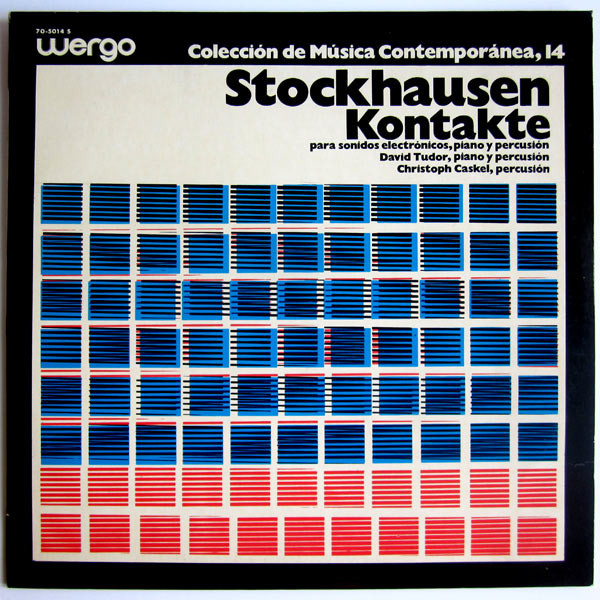 70-5014 S
wergo
Colección de Música Contemporánea, 14
Stockhausen
Kontakte
para sonidos electrónicos, piano y percusión
David Tudor, piano y percusión
Christoph Caskel, percusión